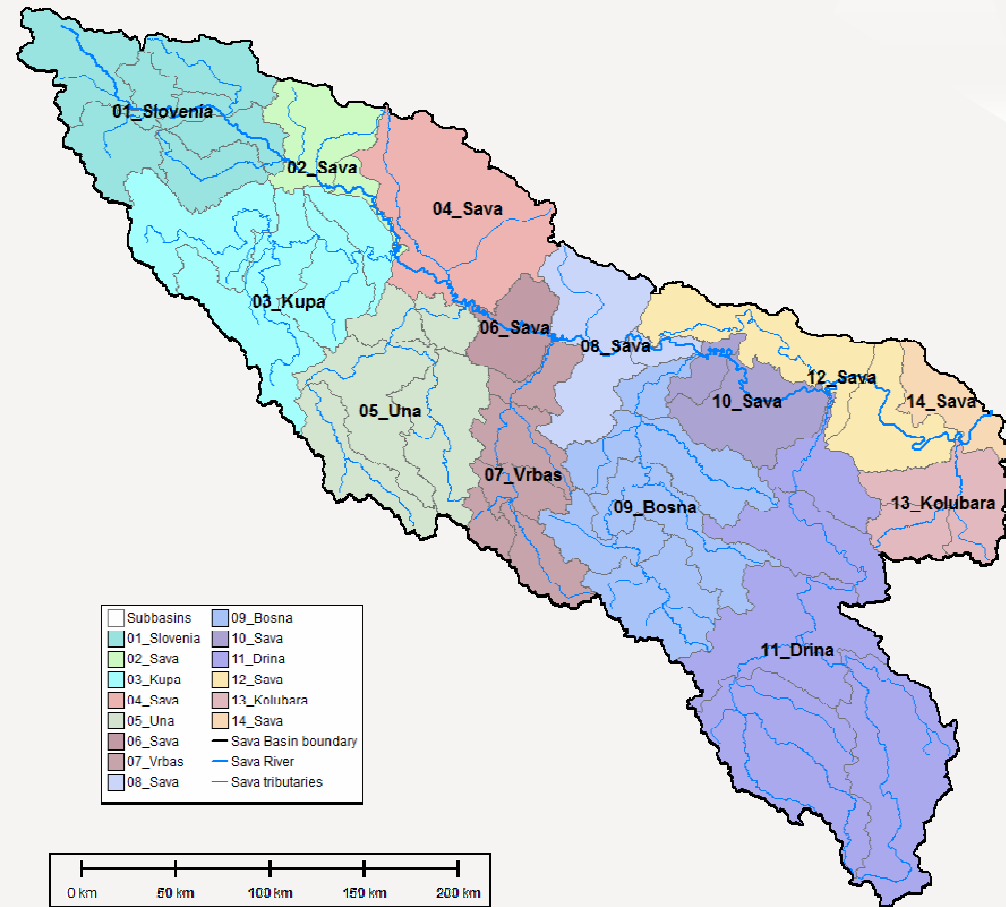 01_Slovenia
02_Sava
04_Sava
03_Kupa
06_Sava
08_Sava
12_Sava
05_Una
10_Sava
14_Sava
07_Vrbas
09_Bosna
13_Kolubara
11_Drina
Subbasins
01_Slovenia
02_Sava
03_Kupa
04_Sava
05_Una
06_Sava
07_Vrbas
08_Sava
09_Bosna
10_Sava
11_Drina
12_Sava
13_Kolubara
14_Sava
Sava Basin boundary
Sava River
Sava tributaries
0 km 50 km 100 km 150 km 200 km